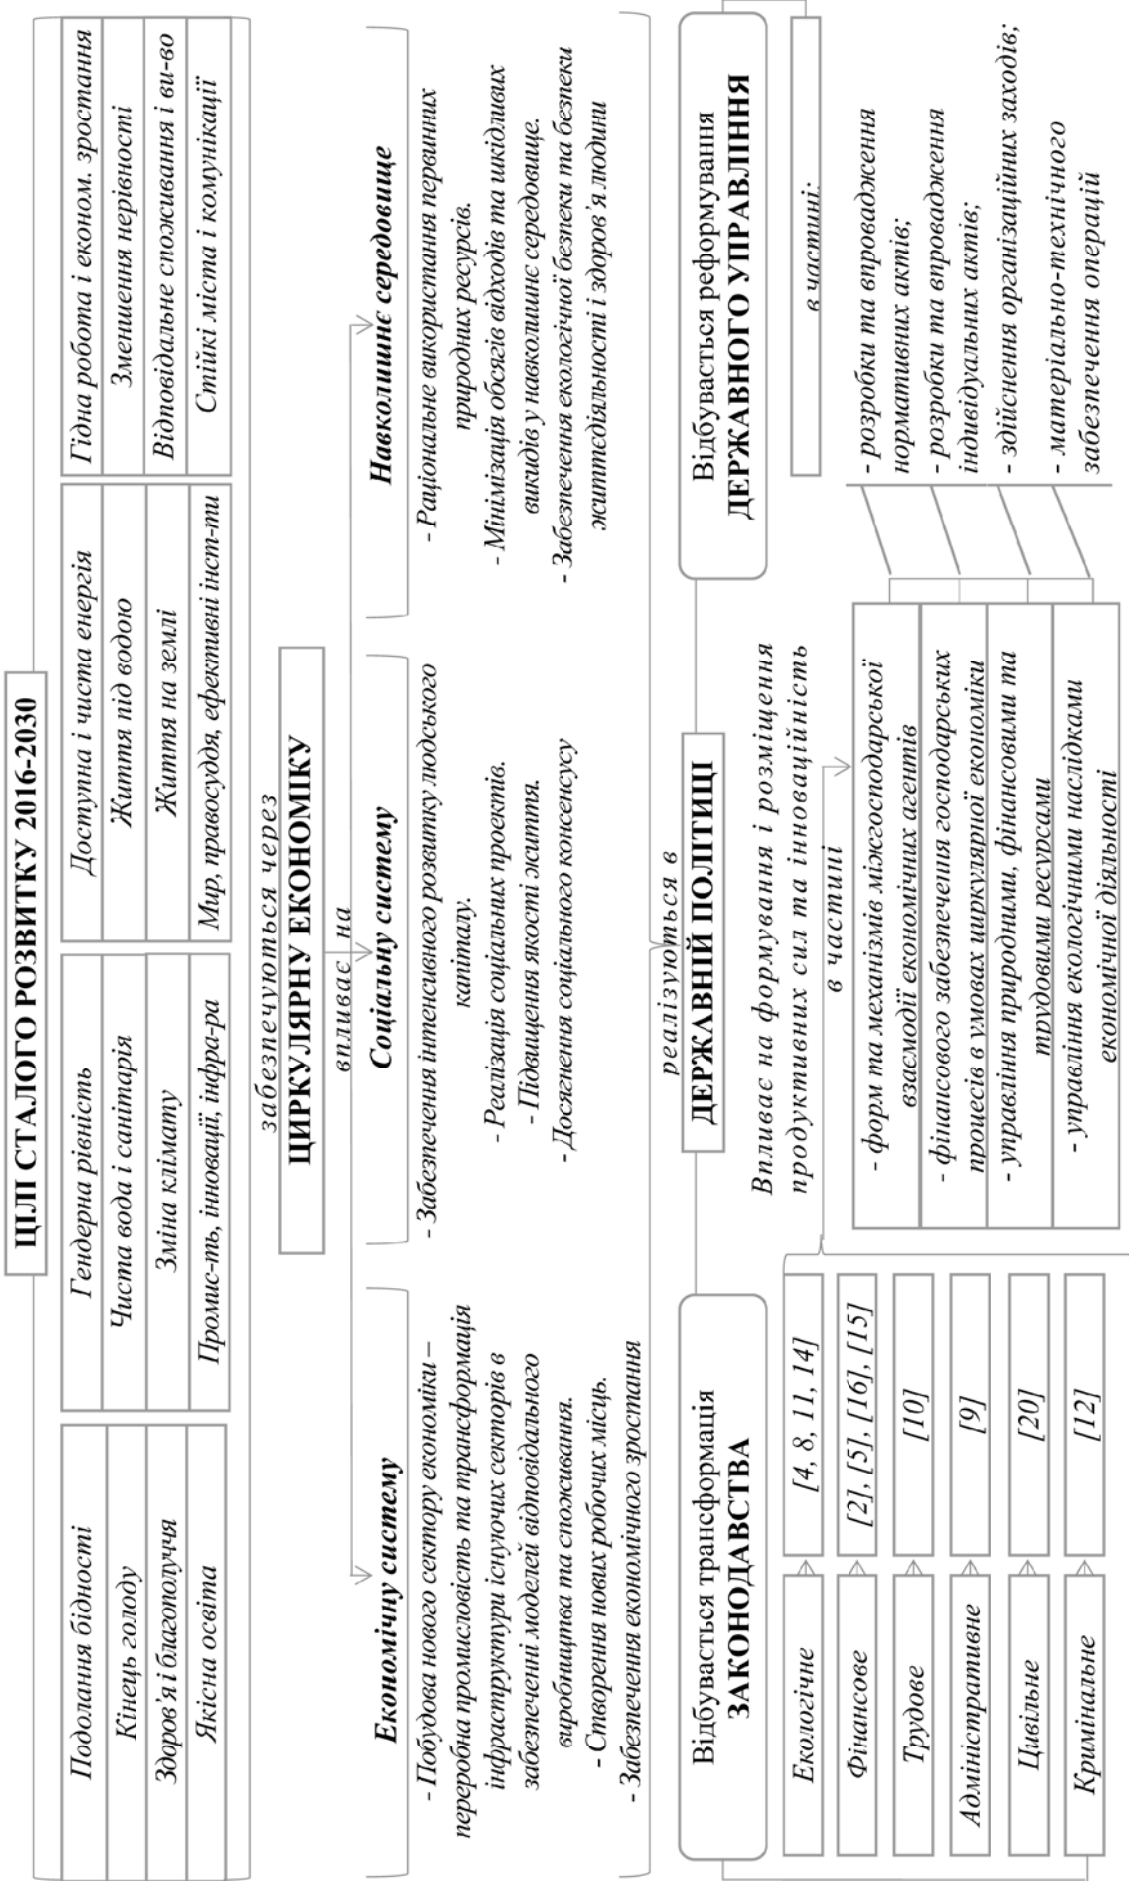 ЦІЛІ СТАЛОГО РОЗВИТКУ 2016-2030
Подолання бідності
Кінець голоду
Здоров'я і благополуччя
Якісна освіта
Гендерна рівність
Чиста вода і санітарія
Зміна клімату
Промис-ть, інновації, інфра-ра
Доступна і чиста енергія
Життя під водою
Життя на землі
Мир, правосуддя, ефективні інст-ти
Гідна робота і економ. зростання
Зменшення нерівності
Відповідальне споживання і ви-во
Стійкі міста і комунікації
забезпечуються через
ЦИРКУЛЯРНУ ЕКОНОМІКУ
впливає на
Економічну систему
- Побудова нового сектору економіки –
переробна промисловість та трансформація
інфраструктури існуючих секторів в
забезпеченні моделей відповідального
виробництва та споживання.
- Створення нових робочих місць.
- Забезпечення економічного зростання
Соціальну систему
- Забезпечення інтенсивного розвитку людського
капіталу.
- Реалізація соціальних проектів.
- Підвищення якості життя.
- Досягнення соціального консенсусу
Навколишнє середовище
- Раціональне використання первинних
природних ресурсів.
- Мінімізація обсягів відходів та шкідливих
викидів у навколишнє середовище.
- Забезпечення екологічної безпеки та безпеки
життєдіяльності і здоров'я людини
реалізуються в
ДЕРЖАВНІЙ ПОЛІТИЦІ
Відбувається трансформація
ЗАКОНОДАВСТВА
Екологічне
[4, 8, 11, 14]
Фінансове
[2], [5], [16], [15]
Трудове
[10]
Адміністративне
[9]
Цивільне
[20]
Кримінальне
[12]
Впливає на формування і розміщення
продуктивних сил та інноваційність
в частині
- форм та механізмів міжгосподарської
взаємодії економічних агентів
- фінансового забезпечення господарських
процесів в умовах циркулярної економіки
- управління природними, фінансовими та
трудовими ресурсами
- управління екологічними наслідками
економічної діяльності
Відбувається реформування
ДЕРЖАВНОГО УПРАВЛІННЯ
в частині:
- розробки та впровадження
нормативних актів;
- розробки та впровадження
індивідуальних актів;
- здійснення організаційних заходів;
- матеріально-технічного
забезпечення операцій